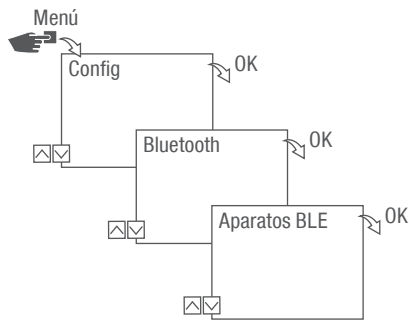 Menú
Config
OK
Bluetooth
OK
Aparatos BLE
OK